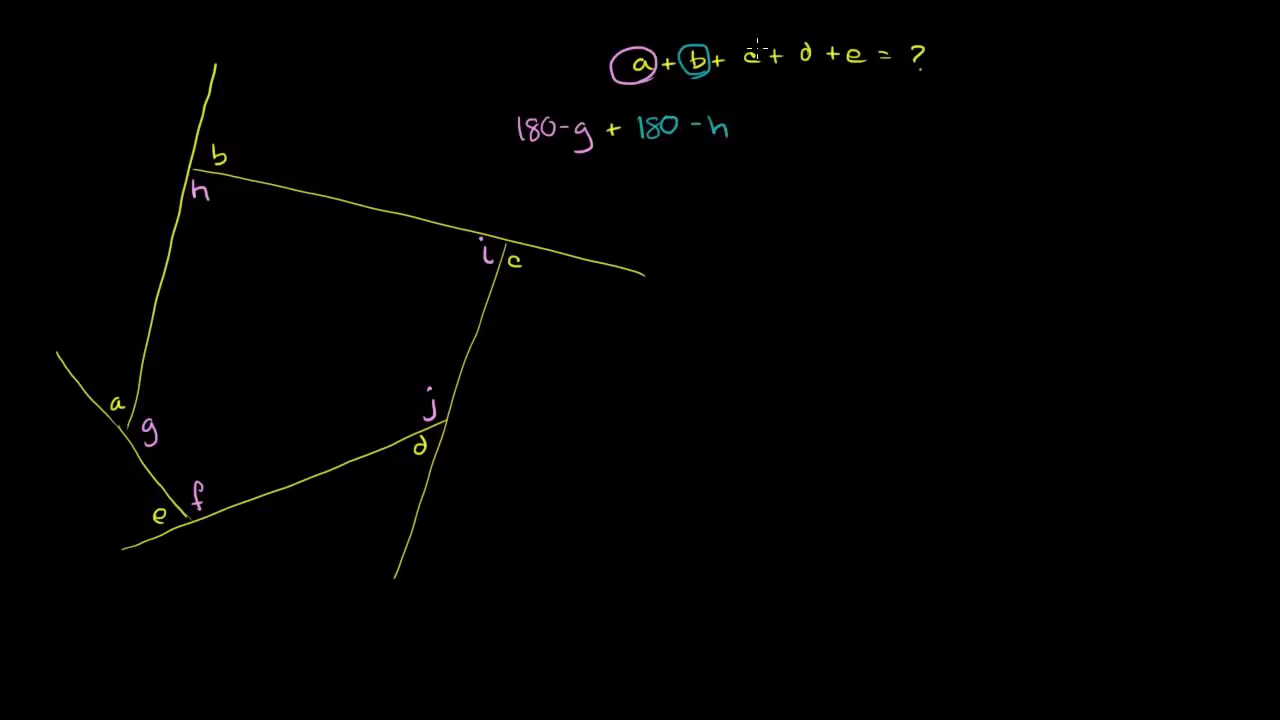 a + b + c + d + e = ?
180 - g + 180 - h
b
h
i c
a
j
g
d
f
e